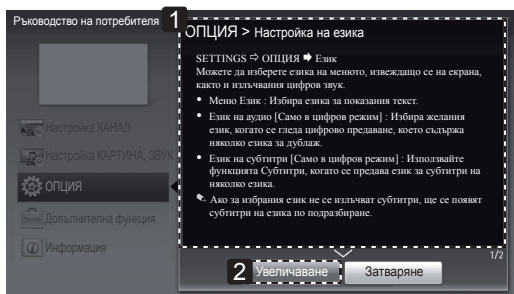 Ръководство на потребителя
1
ОПЦИЯ > Настройка на езика
SETTINGS ⇨ ОПЦИЯ ➡ Език
Можете да изберете езика на менюто, извеждащо се на екрана,
както и излъчвания цифров звук.
• Меню Език : Избира езика за показания текст.
• Език на аудио [Само в цифров режим] : Избира желания
език, когато се гледа цифрово предаване, което съдържа
няколко езика за дублаж.
• Език на субтитри [Само в цифров режим] : Използвайте
функцията Субтитри, когато се предава език за субтитри на
няколко езика.
Ако за избрания език не се излъчват субтитри, ще се появят
субтитри на езика по подразбиране.
Настройка КАНАЛ
Настройка КАРТИНА, ЗВУК
ОПЦИЯ
Допълнителна функция
Информация
1/2
2
Увеличаване
Затваряне